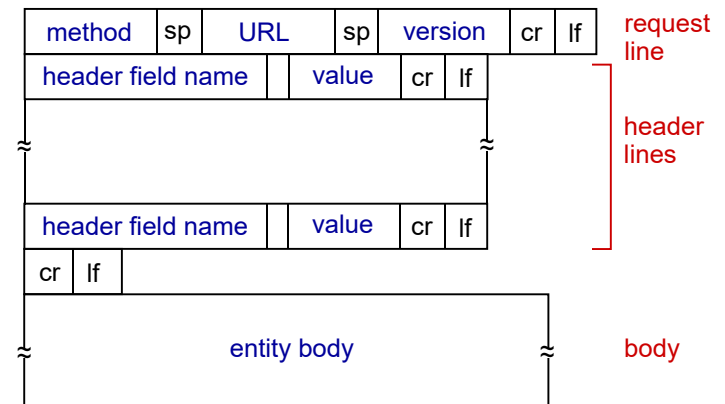 method sp URL sp version cr lf request line
header field name value cr lf
header lines
header field name value cr lf
cr lf
entity body body